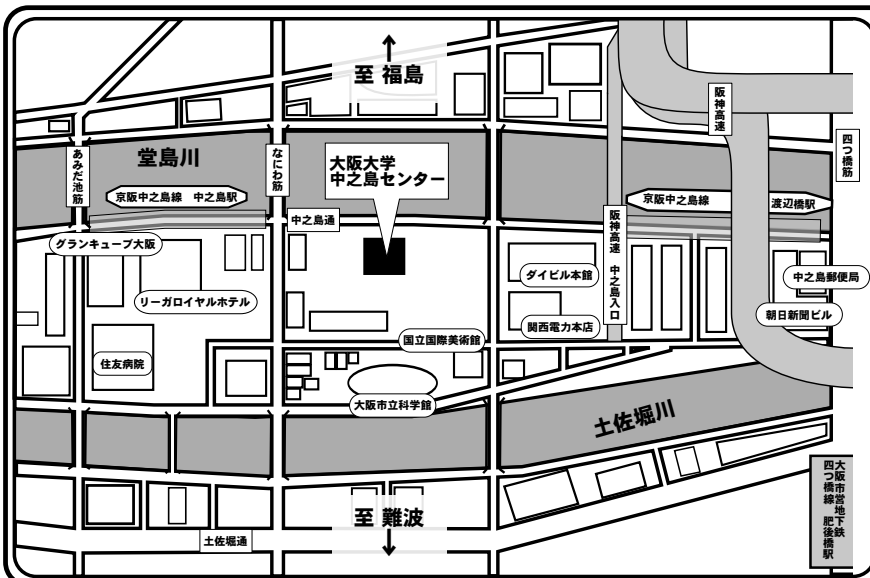 至 福島
阪神高速
四つ橋筋
あみだ池筋
堂島川
なにわ筋
大阪大学
中之島センター
京阪中之島線 中之島駅
京阪中之島線 渡辺橋駅
中之島通
阪神高速 中之島入口
グランキューブ大阪
ダイビル本館
中之島郵便局
リーガロイヤルホテル
関西電力本店
朝日新聞ビル
国立国際美術館
住友病院
大阪市立科学館
土佐堀川
大阪市営地下鉄
四つ橋線 肥後橋駅
至 難波
土佐堀通